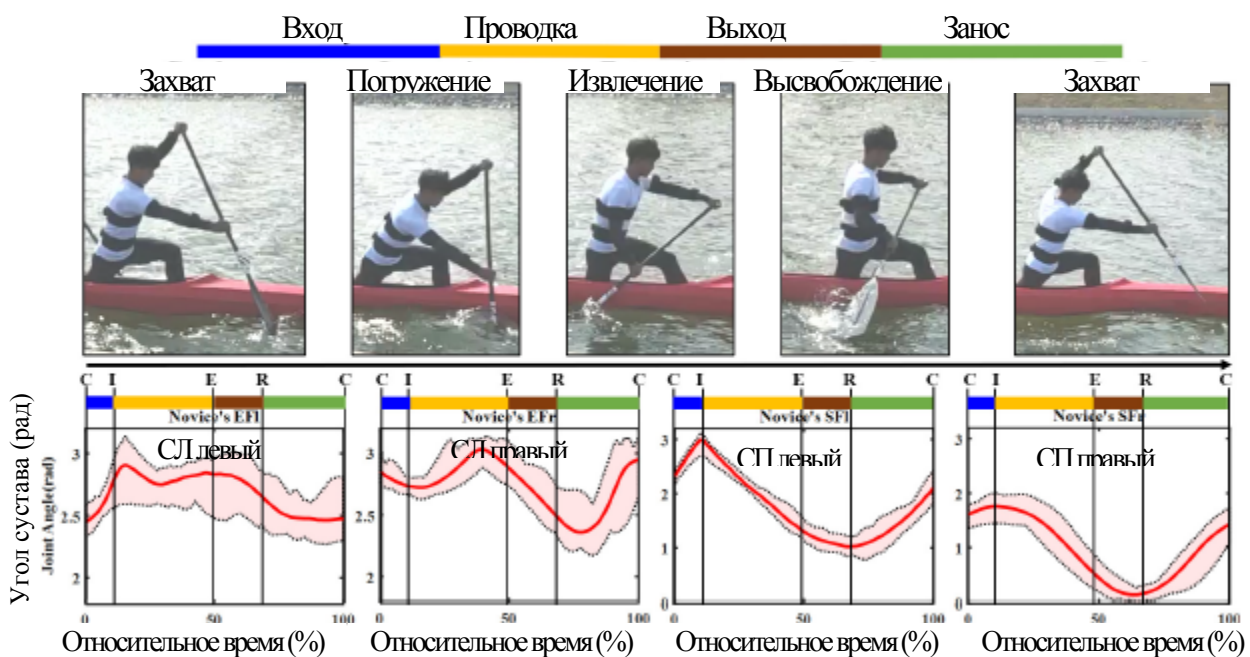 Вход Проводка Выход Занос
Захват Погружение Извлечение Высвобождение Захват
C I E R C C I E R C C I E R C C I E R C
Novice's EFl Novice's EFr Novice's SFl Novice's SFr
СЛ левый СЛ правый СП левый СП правый
Угол сустава (рад)
Joint Angle(rad)
3 2.5 2 3 2.5 2 3 2 1 0 3 2 1 0
0 50 100 0 50 100 0 50 100 0 50 100
Относительное время (%) Относительное время (%) Относительное время (%) Относительное время (%)